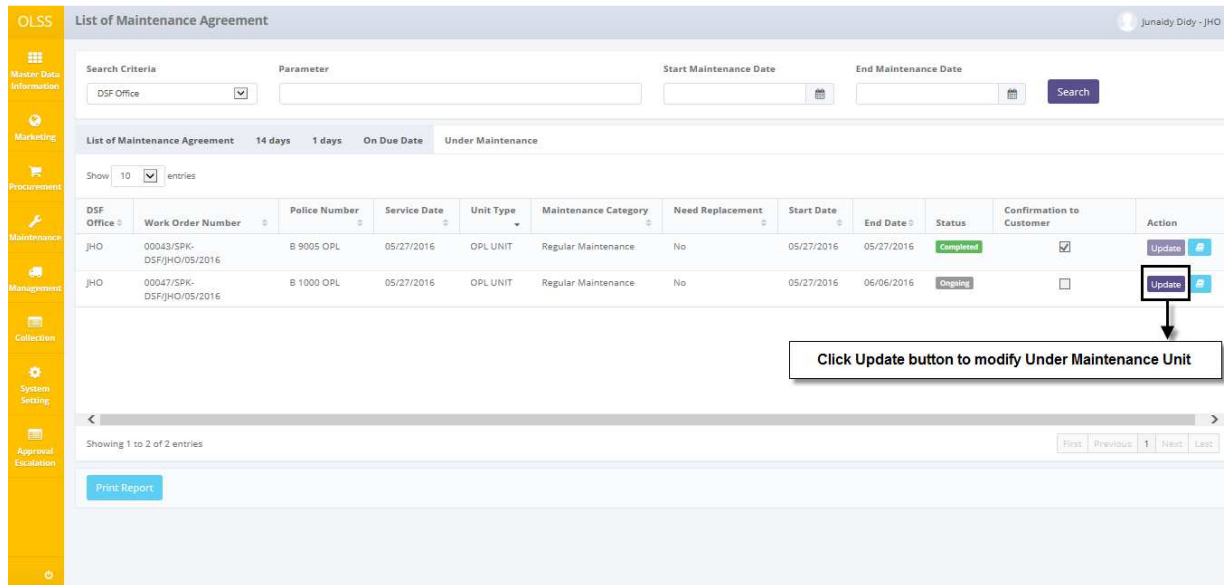 OLSS
List of Maintenance Agreement
Junaidy Didy - JHO
Master Data
Information
Marketing
Procurement
Maintenance
Management
Collection
System
Setting
Approval
Escalation
Search Criteria
Parameter
Start Maintenance Date
End Maintenance Date
DSF Office
Search
List of Maintenance Agreement 14 days 1 days On Due Date Under Maintenance
Show 10 entries
DSF
Office Work Order Number Police Number Service Date Unit Type Maintenance Category Need Replacement Start Date End Date Status Confirmation to
Customer Action
JHO 00043/SPK- B 9005 OPL 05/27/2016 OPL UNIT Regular Maintenance No 05/27/2016 05/27/2016 Completed Update
DSF/JHO/05/2016
JHO 00047/SPK- B 1000 OPL 05/27/2016 OPL UNIT Regular Maintenance No 05/27/2016 06/06/2016 Ongoing Update
DSF/JHO/05/2016
Click Update button to modify Under Maintenance Unit
Showing 1 to 2 of 2 entries
First Previous 1 Next Last
Print Report